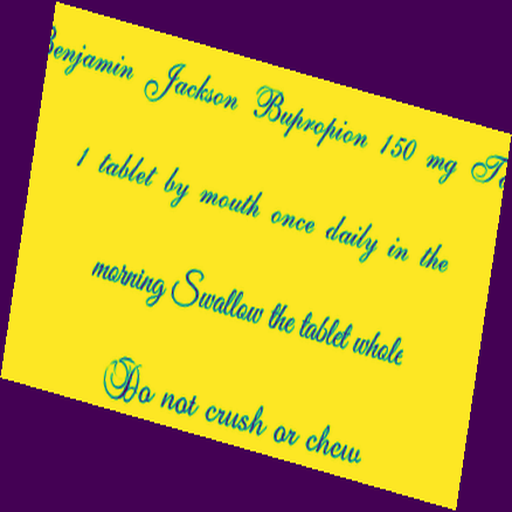 Benjamin Jackson Bupropion 150 mg
1 tablet by mouth once daily in the
morning Swallow the tablet whole
Do not crush or chew